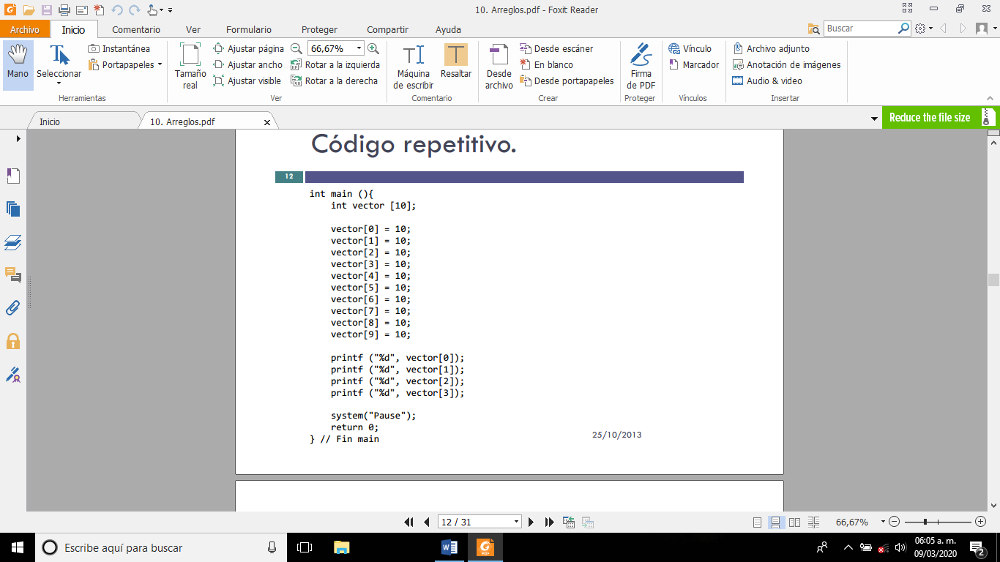 10. Arreglos.pdf - Foxit Reader
Archivo Inicio Comentario Ver Formulario Proteger Compartir Ayuda
Buscar
Mano
Seleccionar
Instantánea
Portapapeles
Herramientas
Tamaño real
Ajustar página
Ajustar ancho
Ajustar visible
66,67%
Rotar a la izquierda
Rotar a la derecha
Ver
Máquina de escribir
Resaltar
Comentario
Desde archivo
Desde escáner
En blanco
Desde portapapeles
Crear
Firma de PDF
Proteger
Vínculo
Marcador
Vínculos
Archivo adjunto
Anotación de imágenes
Audio & video
Insertar
Inicio
10. Arreglos.pdf
Reduce the file size
Código repetitivo.
12
int main (){
int vector [10];
vector[0] = 10;
vector[1] = 10;
vector[2] = 10;
vector[3] = 10;
vector[4] = 10;
vector[5] = 10;
vector[6] = 10;
vector[7] = 10;
vector[8] = 10;
vector[9] = 10;
printf ("%d", vector[0]);
printf ("%d", vector[1]);
printf ("%d", vector[2]);
printf ("%d", vector[3]);
system("Pause");
return 0;
} // Fin main
25/10/2013
12 / 31
66,67%
Escribe aquí para buscar
06:05 a. m.
09/03/2020
2